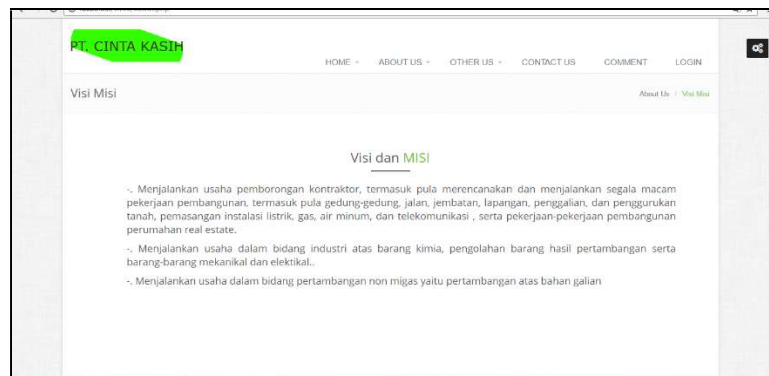 PT. CINTA KASIH
HOME ABOUT US OTHER US CONTACT US COMMENT LOGIN
Visi Misi
About Us / Visi Misi
Visi dan MISI
-. Menjalankan usaha pemborongan kontraktor, termasuk pula merencanakan dan menjalankan segala macam
pekerjaan pembangunan, termasuk pula gedung-gedung, jalan, jembatan, lapangan, penggalian, dan penggurukan
tanah, pemasangan instalasi listrik, gas, air minum, dan telekomunikasi , serta pekerjaan-pekerjaan pembangunan
perumahan real estate.
-. Menjalankan usaha dalam bidang industri atas barang kimia, pengolahan barang hasil pertambangan serta
barang-barang mekanikal dan elektikal..
-. Menjalankan usaha dalam bidang pertambangan non migas yaitu pertambangan atas bahan galian